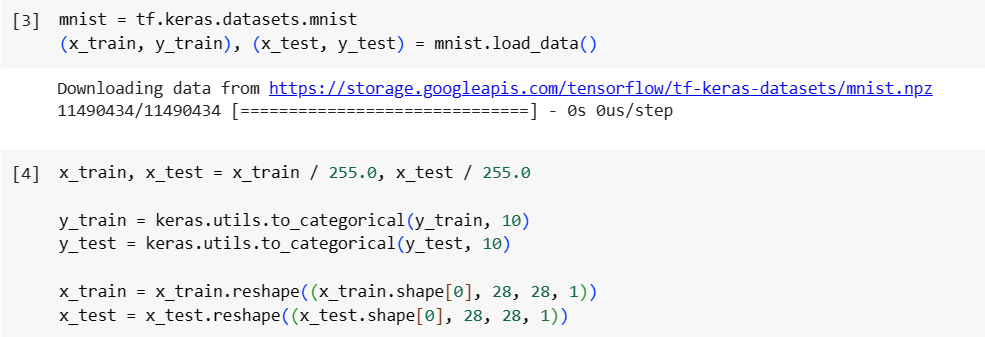 [3] mnist = tf.keras.datasets.mnist
(x_train, y_train), (x_test, y_test) = mnist.load_data()
Downloading data from https://storage.googleapis.com/tensorflow/tf-keras-datasets/mnist.npz
11490434/11490434 [==============================] - 0s 0us/step
[4] x_train, x_test = x_train / 255.0, x_test / 255.0
y_train = keras.utils.to_categorical(y_train, 10)
y_test = keras.utils.to_categorical(y_test, 10)
x_train = x_train.reshape((x_train.shape[0], 28, 28, 1))
x_test = x_test.reshape((x_test.shape[0], 28, 28, 1))